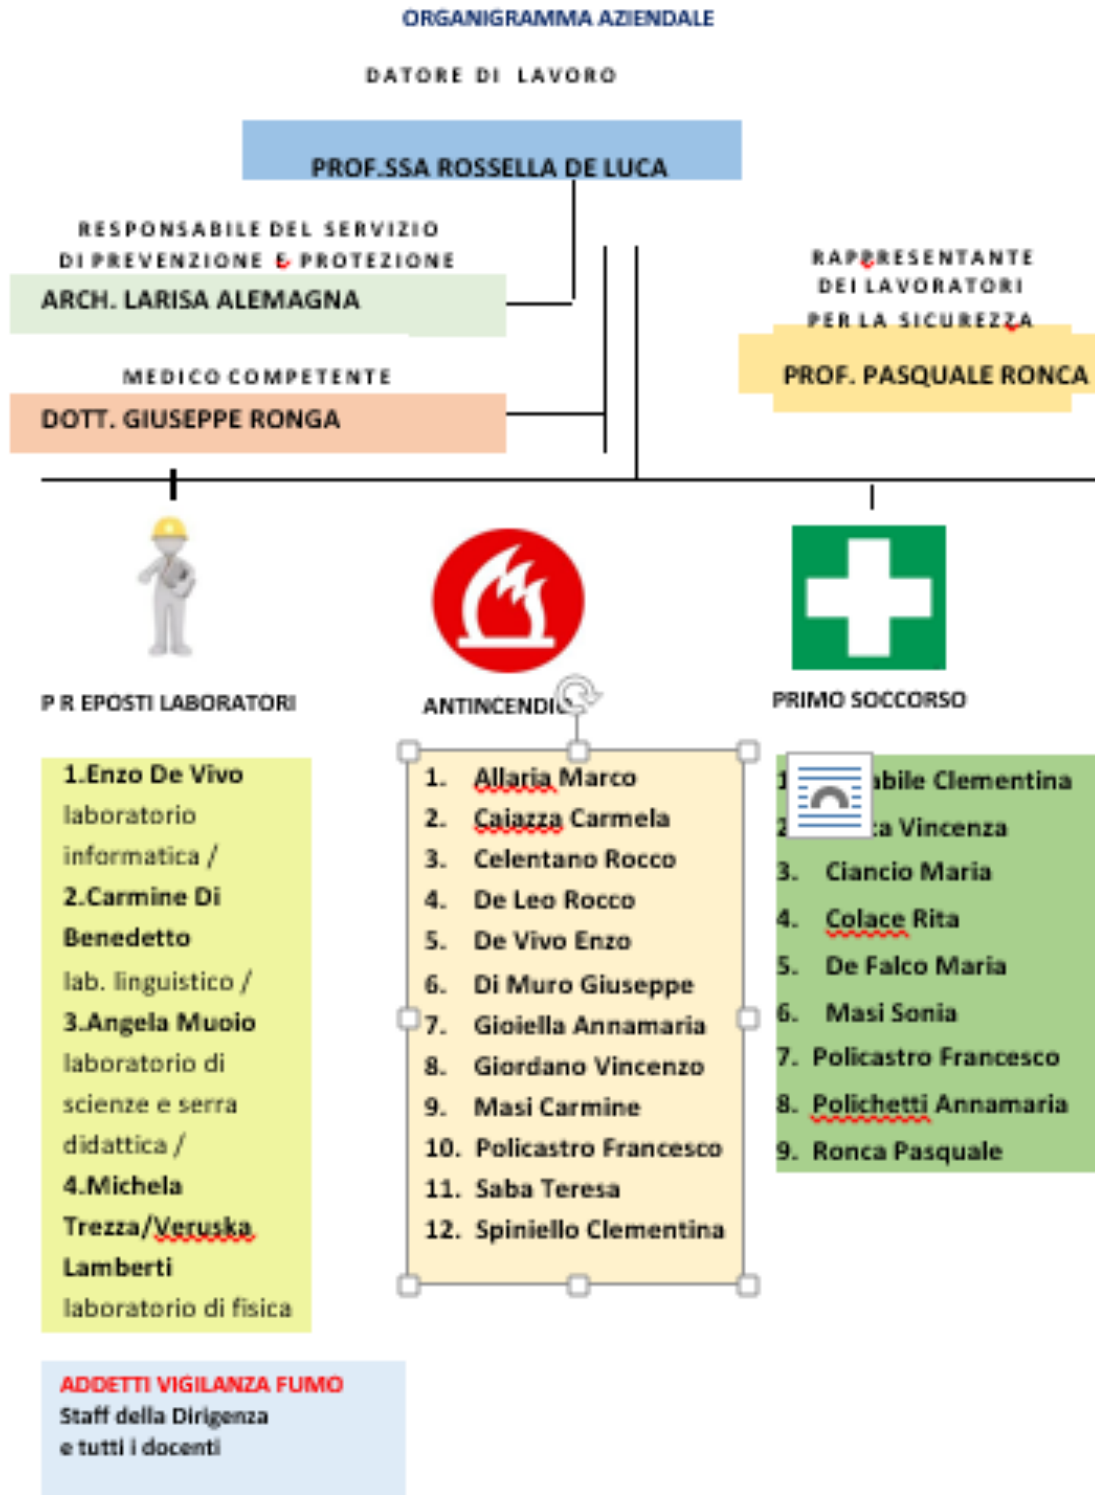 ORGANIGRAMMA AZIENDALE
DATORE DI LAVORO
PROF.SSA ROSSELLA DE LUCA
RESPONSABILE DEL SERVIZIO
DI PREVENZIONE E PROTEZIONE
ARCH. LARISA ALEMAGNA
MEDICO COMPETENTE
DOTT. GIUSEPPE RONGA
RAPPRESENTANTE
DEI LAVORATORI
PER LA SICUREZZA
PROF. PASQUALE RONCA
P R EPOSTI LABORATORI
1.Enzo De Vivo
laboratorio
informatica /
2.Carmine Di
Benedetto
lab. linguistico /
3.Angela Muoio
laboratorio di
scienze e serra
didattica /
4.Michela
Trezza/Veruska
Lamberti
laboratorio di fisica
ANTINCENDIO
1. Allaria Marco
2. Caiazza Carmela
3. Celentano Rocco
4. De Leo Rocco
5. De Vivo Enzo
6. Di Muro Giuseppe
7. Gioiella Annamaria
8. Giordano Vincenzo
9. Masi Carmine
10. Policastro Francesco
11. Saba Teresa
12. Spiniello Clementina
PRIMO SOCCORSO
1 Clementina
2 Vincenza
3. Ciancio Maria
4. Colace Rita
5. De Falco Maria
6. Masi Sonia
7. Policastro Francesco
8. Polichetti Annamaria
9. Ronca Pasquale
ADDETTI VIGILANZA FUMO
Staff della Dirigenza
e tutti i docenti